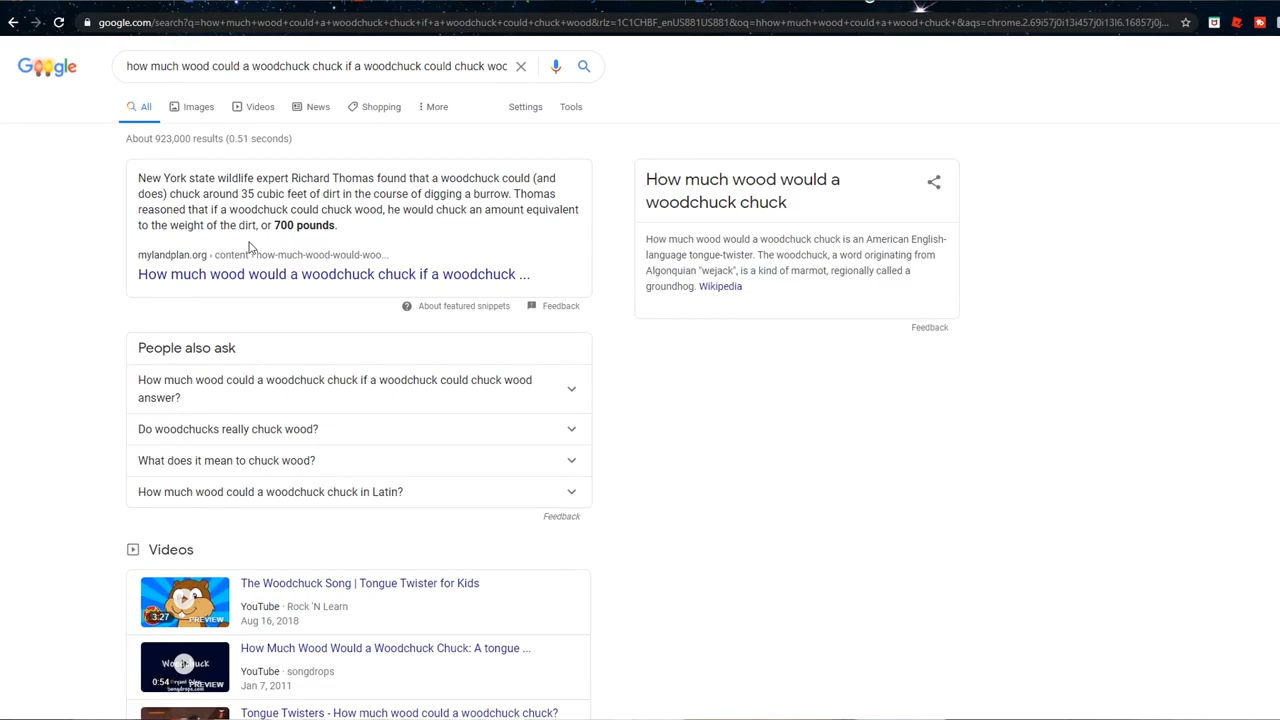 google.com/search?q=how+much+wood+could+a+woodchuck+chuck+if+a+woodchuck+could+chuck+wood&rlz=1C1CHBF_enUS881US881&oq=hhow+much+wood+could+a+wood+chuck+&aqs=chrome.2.69i57j0i13i457j0i13l6.16857j0j...
Google
how much wood could a woodchuck chuck if a woodchuck could chuck woo
All Images Videos News Shopping More Settings Tools
About 923,000 results (0.51 seconds)
New York state wildlife expert Richard Thomas found that a woodchuck could (and
does) chuck around 35 cubic feet of dirt in the course of digging a burrow. Thomas
reasoned that if a woodchuck could chuck wood, he would chuck an amount equivalent
to the weight of the dirt, or 700 pounds.
mylandplan.org › content › how-much-wood-would-woo...
How much wood would a woodchuck chuck if a woodchuck ...
About featured snippets Feedback
How much wood would a
woodchuck chuck
How much wood would a woodchuck chuck is an American English-
language tongue-twister. The woodchuck, a word originating from
Algonquian "wejack", is a kind of marmot, regionally called a
groundhog. Wikipedia
Feedback
People also ask
How much wood could a woodchuck chuck if a woodchuck could chuck wood
answer?
Do woodchucks really chuck wood?
What does it mean to chuck wood?
How much wood could a woodchuck chuck in Latin?
Feedback
Videos
3:27
PREVIEW
The Woodchuck Song | Tongue Twister for Kids
YouTube · Rock 'N Learn
Aug 16, 2018
0:54
PREVIEW
Songdrops.com
How Much Wood Would a Woodchuck Chuck: A tongue ...
YouTube · songdrops
Jan 7, 2011
Tongue Twisters - How much wood could a woodchuck chuck?